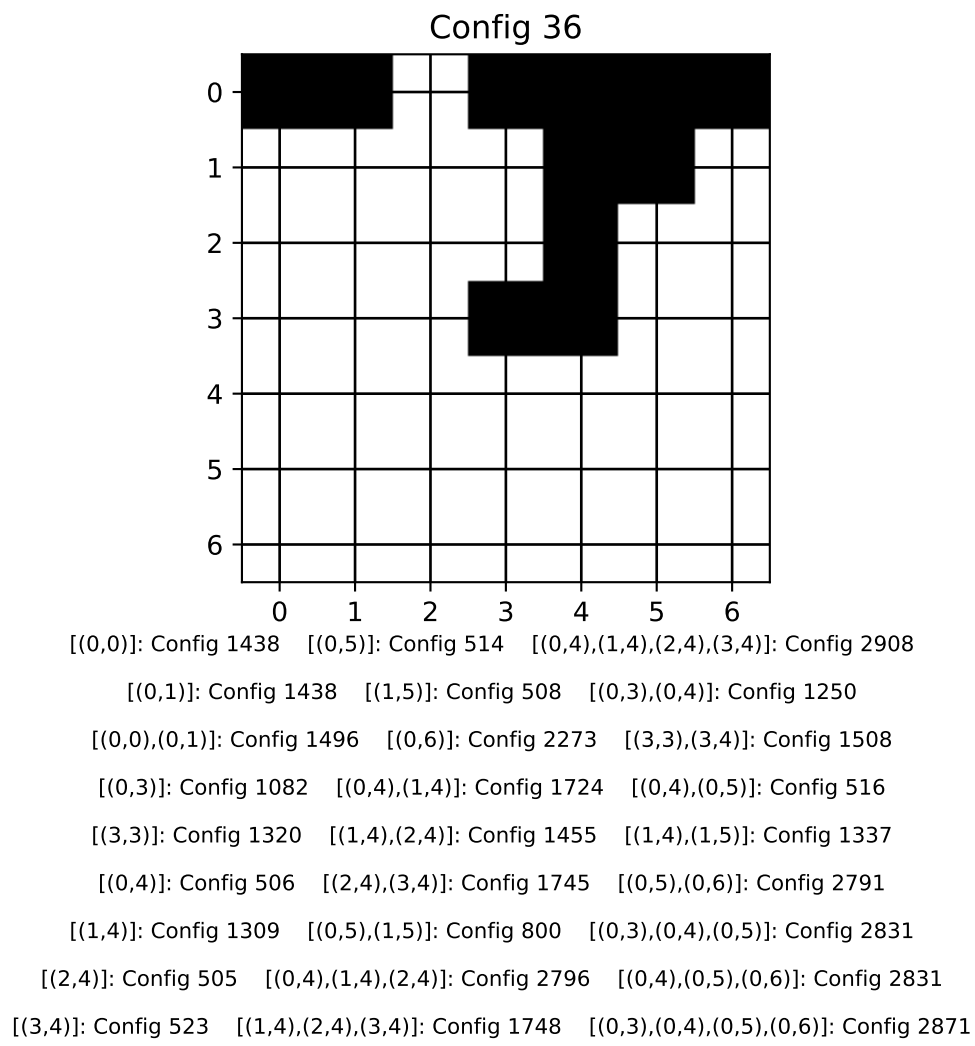 Config 36
0
1
2
3
4
5
6
0 1 2 3 4 5 6
[(0,0)]: Config 1438 [(0,5)]: Config 514 [(0,4),(1,4),(2,4),(3,4)]: Config 2908
[(0,1)]: Config 1438 [(1,5)]: Config 508 [(0,3),(0,4)]: Config 1250
[(0,0),(0,1)]: Config 1496 [(0,6)]: Config 2273 [(3,3),(3,4)]: Config 1508
[(0,3)]: Config 1082 [(0,4),(1,4)]: Config 1724 [(0,4),(0,5)]: Config 516
[(3,3)]: Config 1320 [(1,4),(2,4)]: Config 1455 [(1,4),(1,5)]: Config 1337
[(0,4)]: Config 506 [(2,4),(3,4)]: Config 1745 [(0,5),(0,6)]: Config 2791
[(1,4)]: Config 1309 [(0,5),(1,5)]: Config 800 [(0,3),(0,4),(0,5)]: Config 2831
[(2,4)]: Config 505 [(0,4),(1,4),(2,4)]: Config 2796 [(0,4),(0,5),(0,6)]: Config 2831
[(3,4)]: Config 523 [(1,4),(2,4),(3,4)]: Config 1748 [(0,3),(0,4),(0,5),(0,6)]: Config 2871